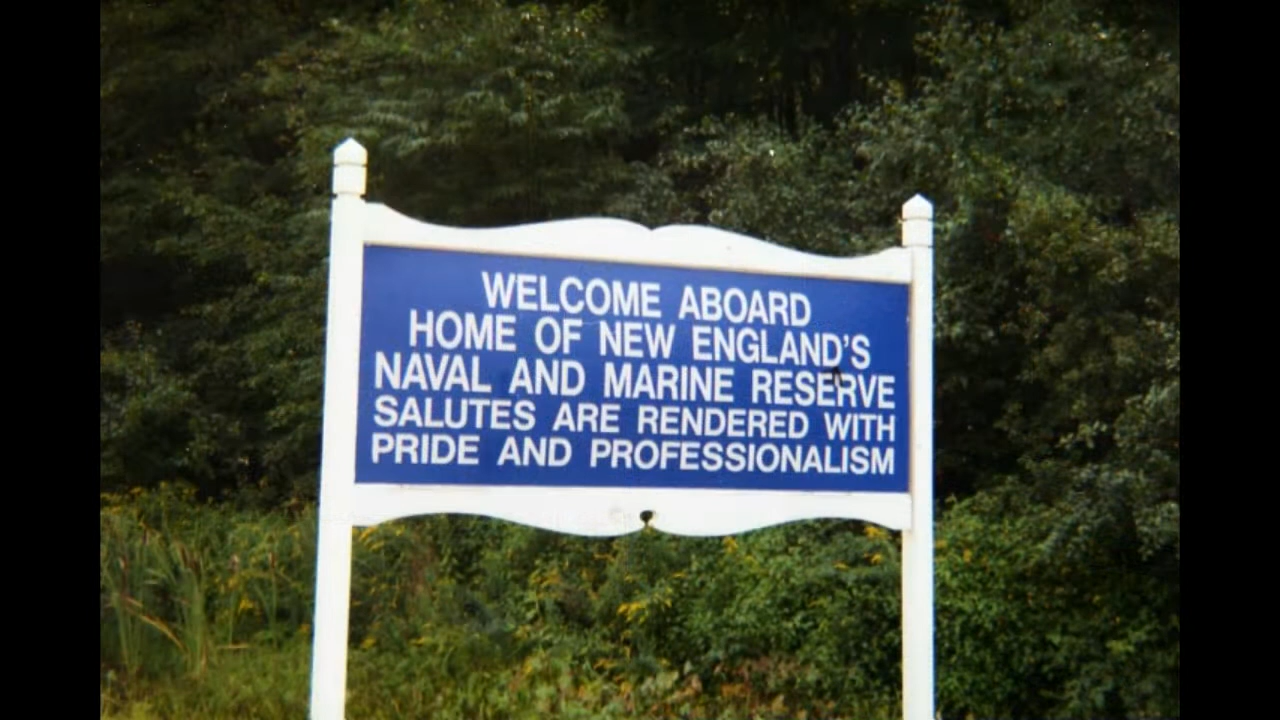 WELCOME ABOARD
HOME OF NEW ENGLAND'S
NAVAL AND MARINE RESERVE
SALUTES ARE RENDERED WITH
PRIDE AND PROFESSIONALISM